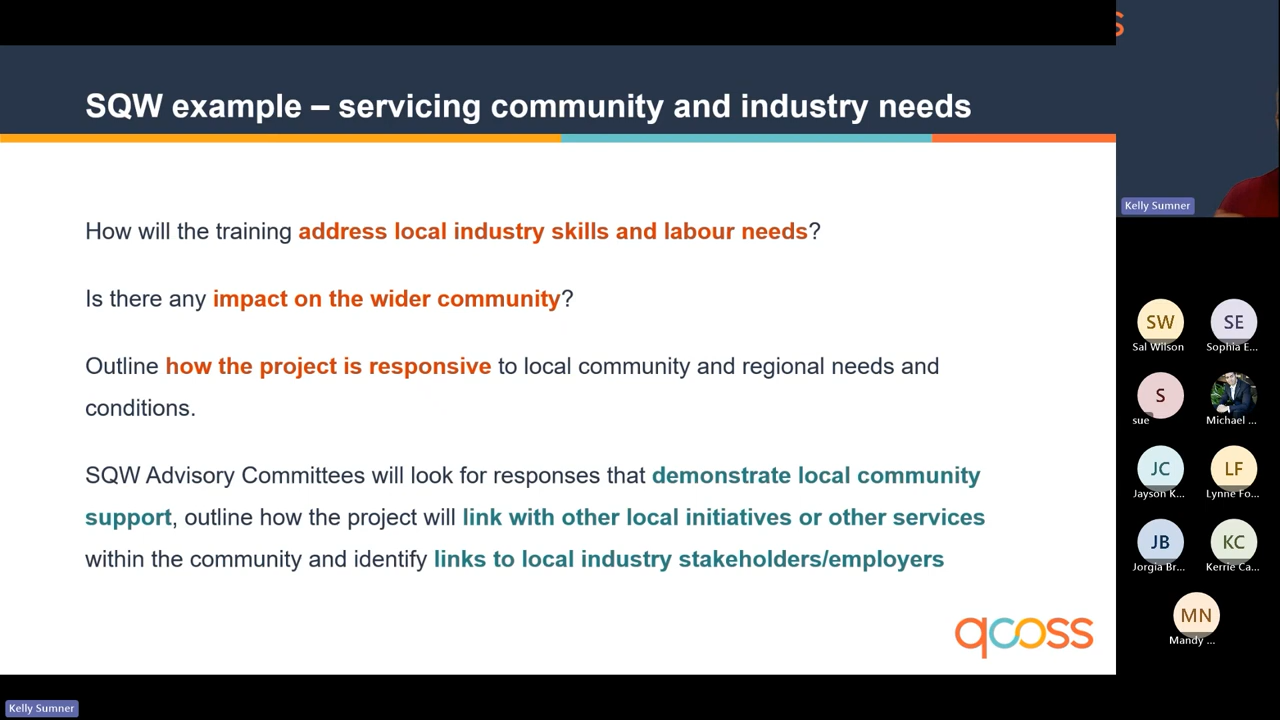 SQW example – servicing community and industry needs
How will the training address local industry skills and labour needs?
Is there any impact on the wider community?
Outline how the project is responsive to local community and regional needs and
conditions.
SQW Advisory Committees will look for responses that demonstrate local community
support, outline how the project will link with other local initiatives or other services
within the community and identify links to local industry stakeholders/employers
qcoss
Kelly Sumner
S
Kelly Sumner
SW
Sal Wilson
SE
Sophia E...
S
sue
Michael ...
JC
Jayson K...
LF
Lynne Fo...
JB
Jorgia Br...
KC
Kerrie Ca...
MN
Mandy ...